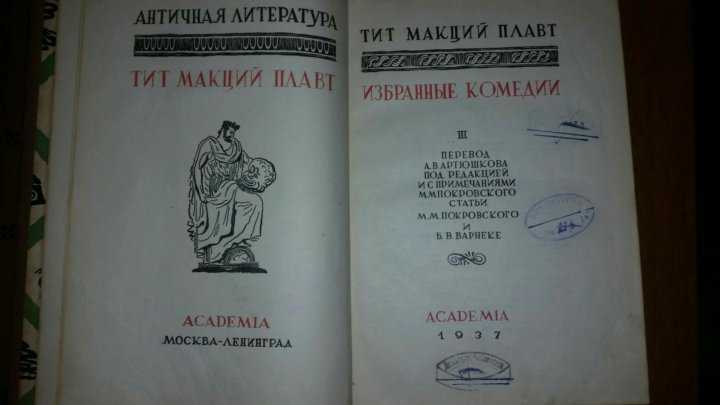 АНТИЧНАЯ ЛИТЕРАТУРА
ТИТ МАКЦИЙ ПЛАВТ
ACADEMIA
МОСКВА-ЛЕНИНГРАД
ТИТ МАКЦИЙ ПЛАВТ
ИЗБРАННЫЕ КОМЕДИИ
III
ПЕРЕВОД
А.В.АРТЮШКОВА
ПОД РЕДАКЦИЕЙ
И С ПРИМЕЧАНИЯМИ
М.М.ПОКРОВСКОГО
СТАТЬИ
М.М.ПОКРОВСКОГО
И
Б.В.ВАРНЕКЕ
ACADEMIA
1937